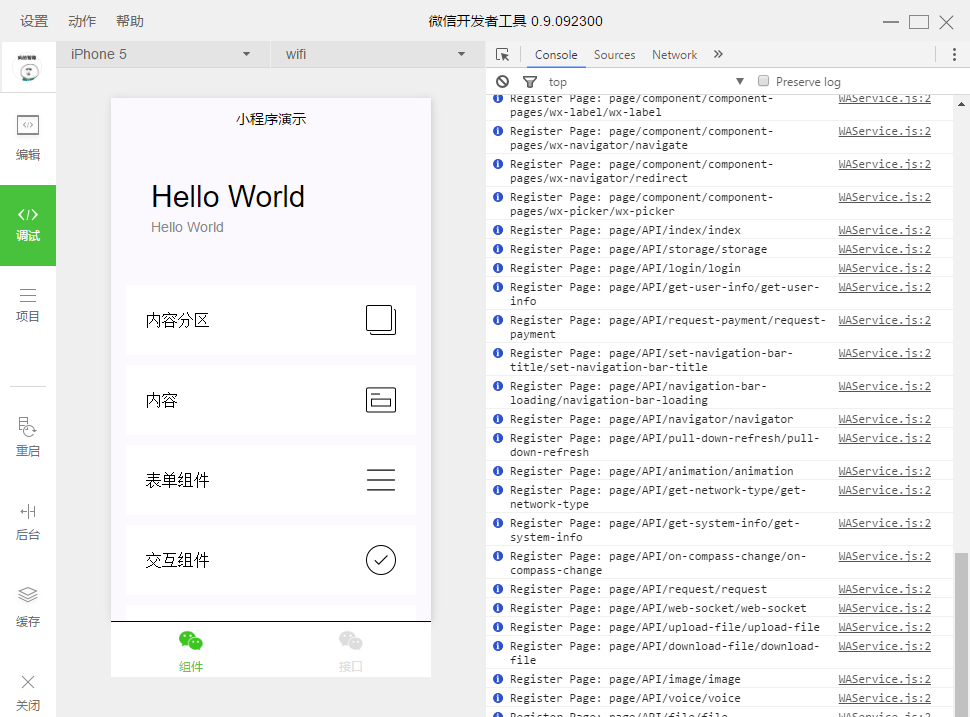 设置 动作 帮助 微信开发者工具 0.9.092300
iPhone 5 wifi
Console Sources Network »
top Preserve log
编辑
调试
项目
重启
后台
缓存
关闭
小程序演示
Hello World
Hello World
内容分区
内容
表单组件
交互组件
组件 接口
Register Page: page/component/component- WAService.js:2
pages/wx-label/wx-label
Register Page: page/component/component- WAService.js:2
pages/wx-navigator/navigate
Register Page: page/component/component- WAService.js:2
pages/wx-navigator/redirect
Register Page: page/component/component- WAService.js:2
pages/wx-picker/wx-picker
Register Page: page/API/index/index WAService.js:2
Register Page: page/API/storage/storage WAService.js:2
Register Page: page/API/login/login WAService.js:2
Register Page: page/API/get-user-info/get-user- WAService.js:2
info
Register Page: page/API/request-payment/request- WAService.js:2
payment
Register Page: page/API/set-navigation-bar- WAService.js:2
title/set-navigation-bar-title
Register Page: page/API/navigation-bar- WAService.js:2
loading/navigation-bar-loading
Register Page: page/API/navigator/navigator WAService.js:2
Register Page: page/API/pull-down-refresh/pull- WAService.js:2
down-refresh
Register Page: page/API/animation/animation WAService.js:2
Register Page: page/API/get-network-type/get- WAService.js:2
network-type
Register Page: page/API/get-system-info/get- WAService.js:2
system-info
Register Page: page/API/on-compass-change/on- WAService.js:2
compass-change
Register Page: page/API/request/request WAService.js:2
Register Page: page/API/web-socket/web-socket WAService.js:2
Register Page: page/API/upload-file/upload-file WAService.js:2
Register Page: page/API/download-file/download- WAService.js:2
file
Register Page: page/API/image/image WAService.js:2
Register Page: page/API/voice/voice WAService.js:2
Register Page: page/API/file/file WAService.js:2